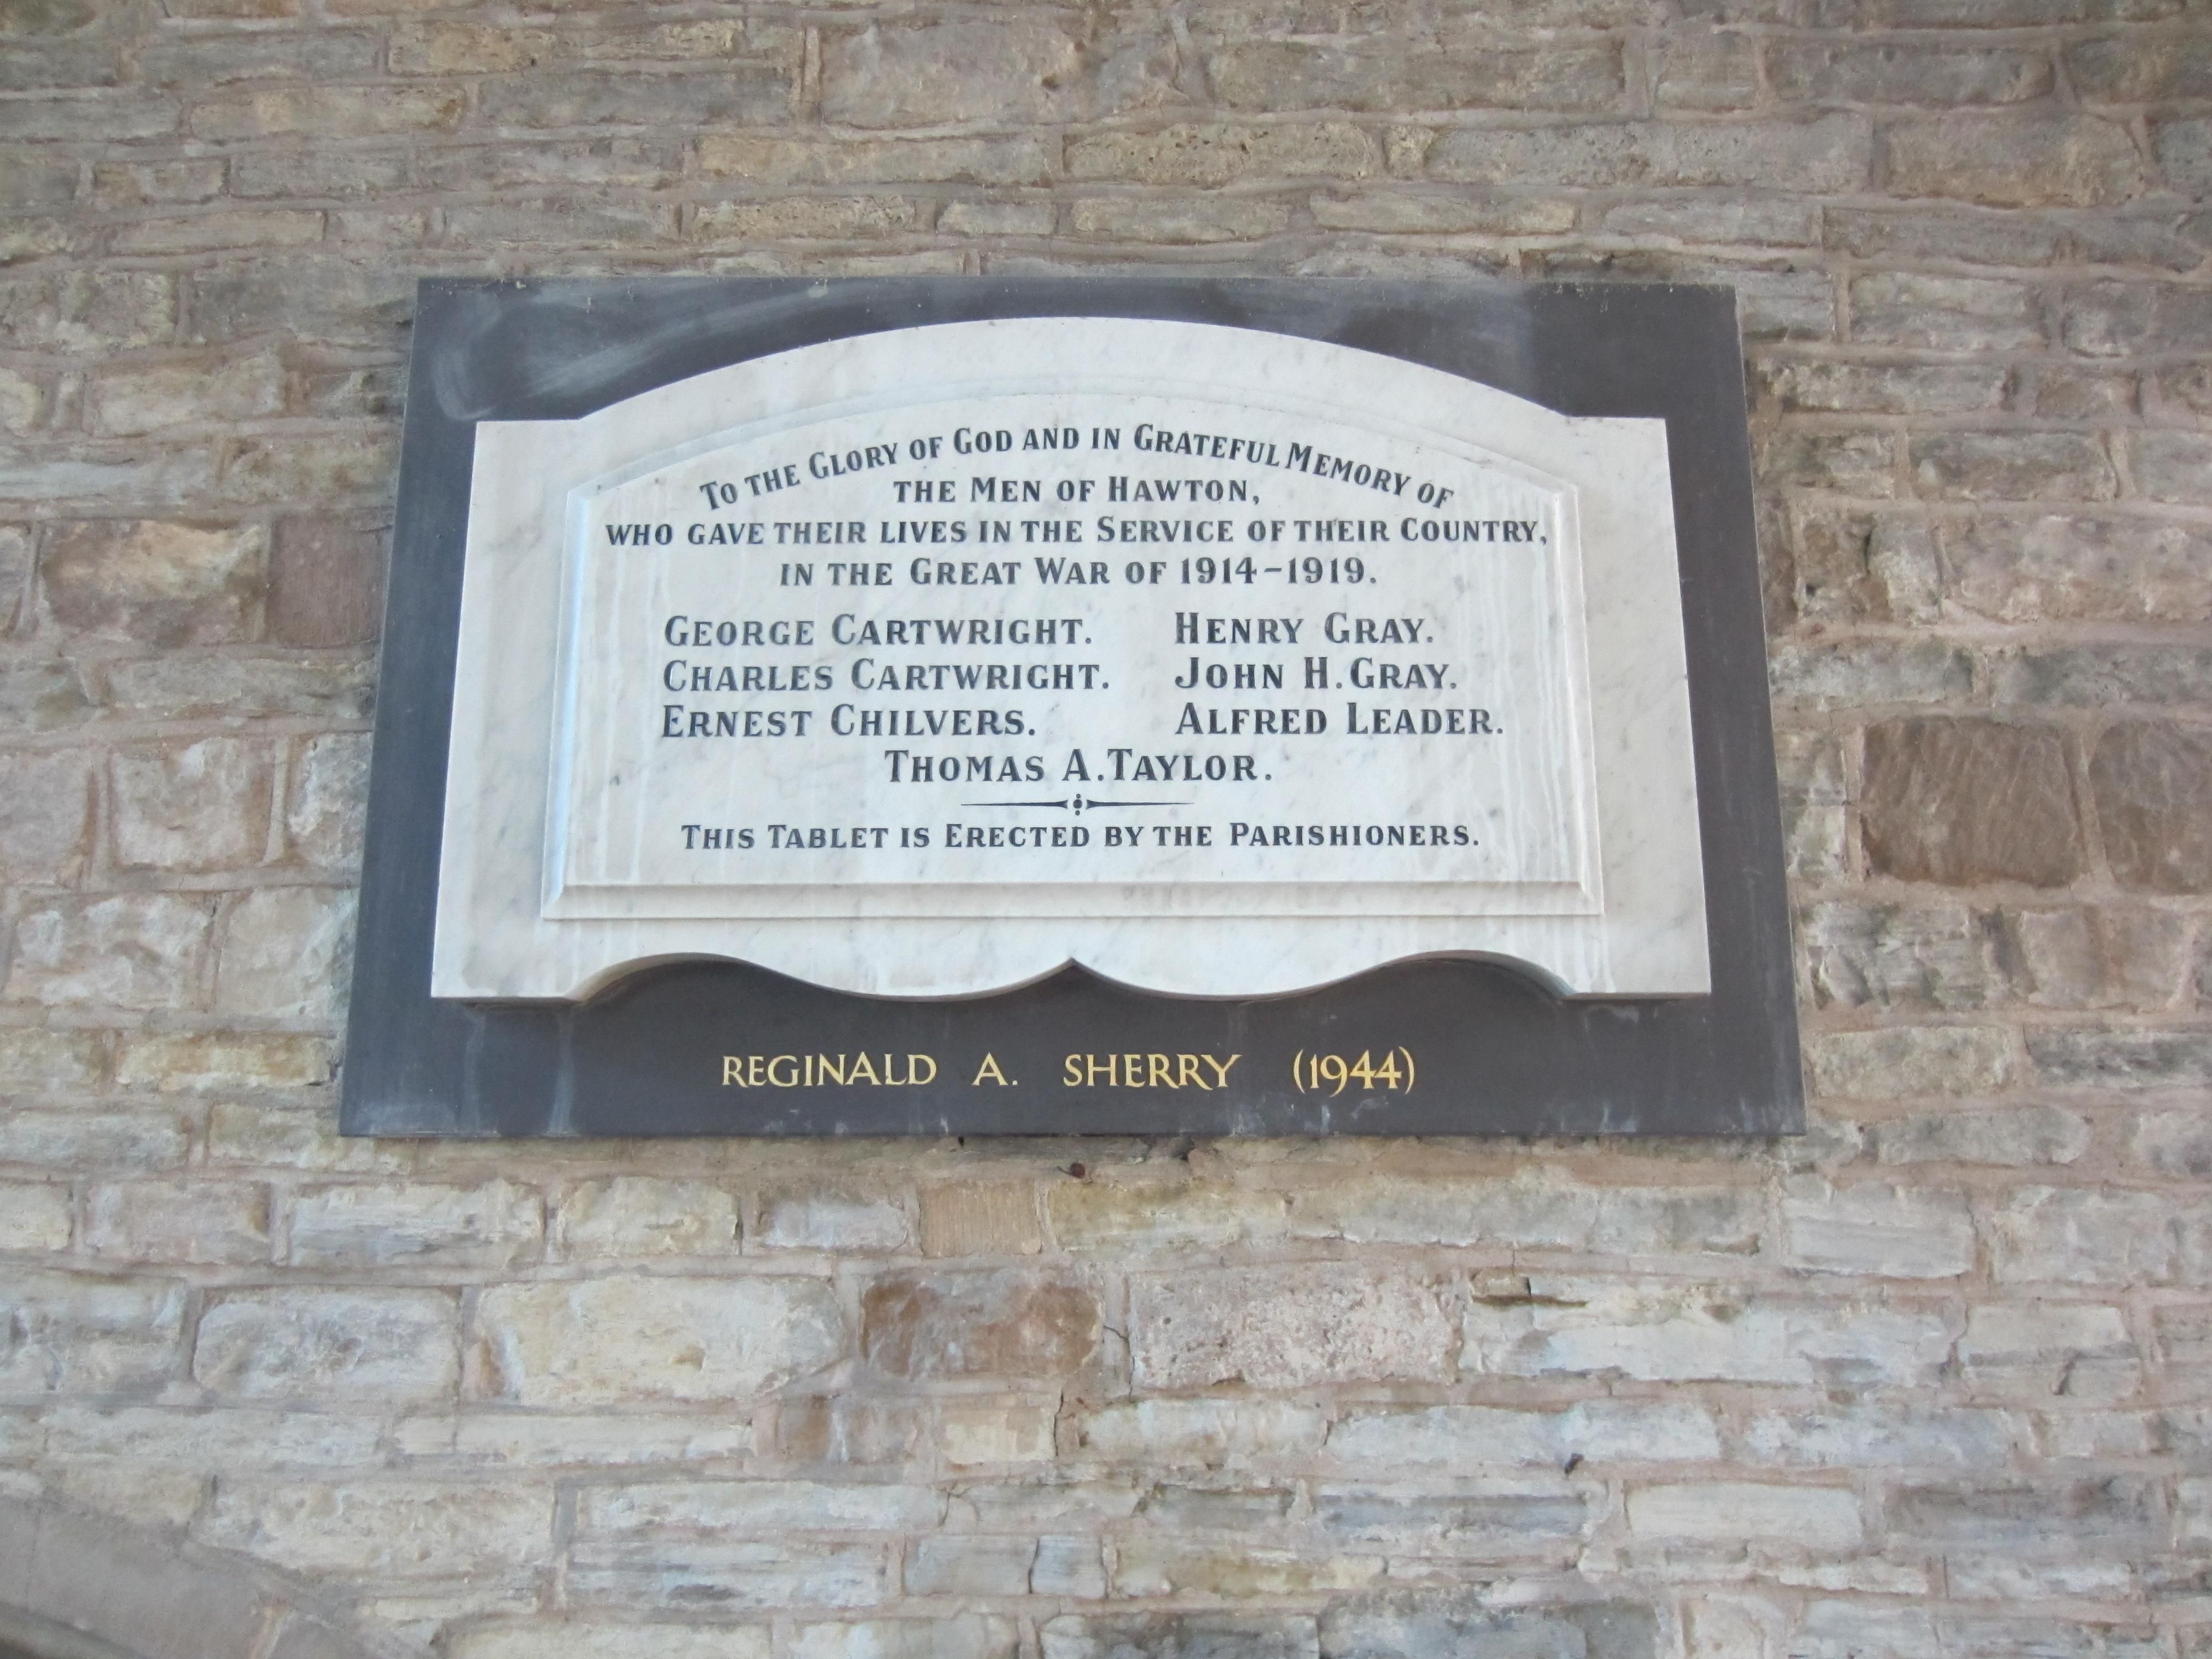 To the Glory of God and in Grateful Memory of
the Men of Hawton,
who gave their lives in the Service of their Country,
in the Great War of 1914-1919.
George Cartwright. Henry Gray.
Charles Cartwright. John H. Gray.
Ernest Chilvers. Alfred Leader.
Thomas A. Taylor.
This Tablet is Erected by the Parishioners.
REGINALD A. SHERRY (1944)